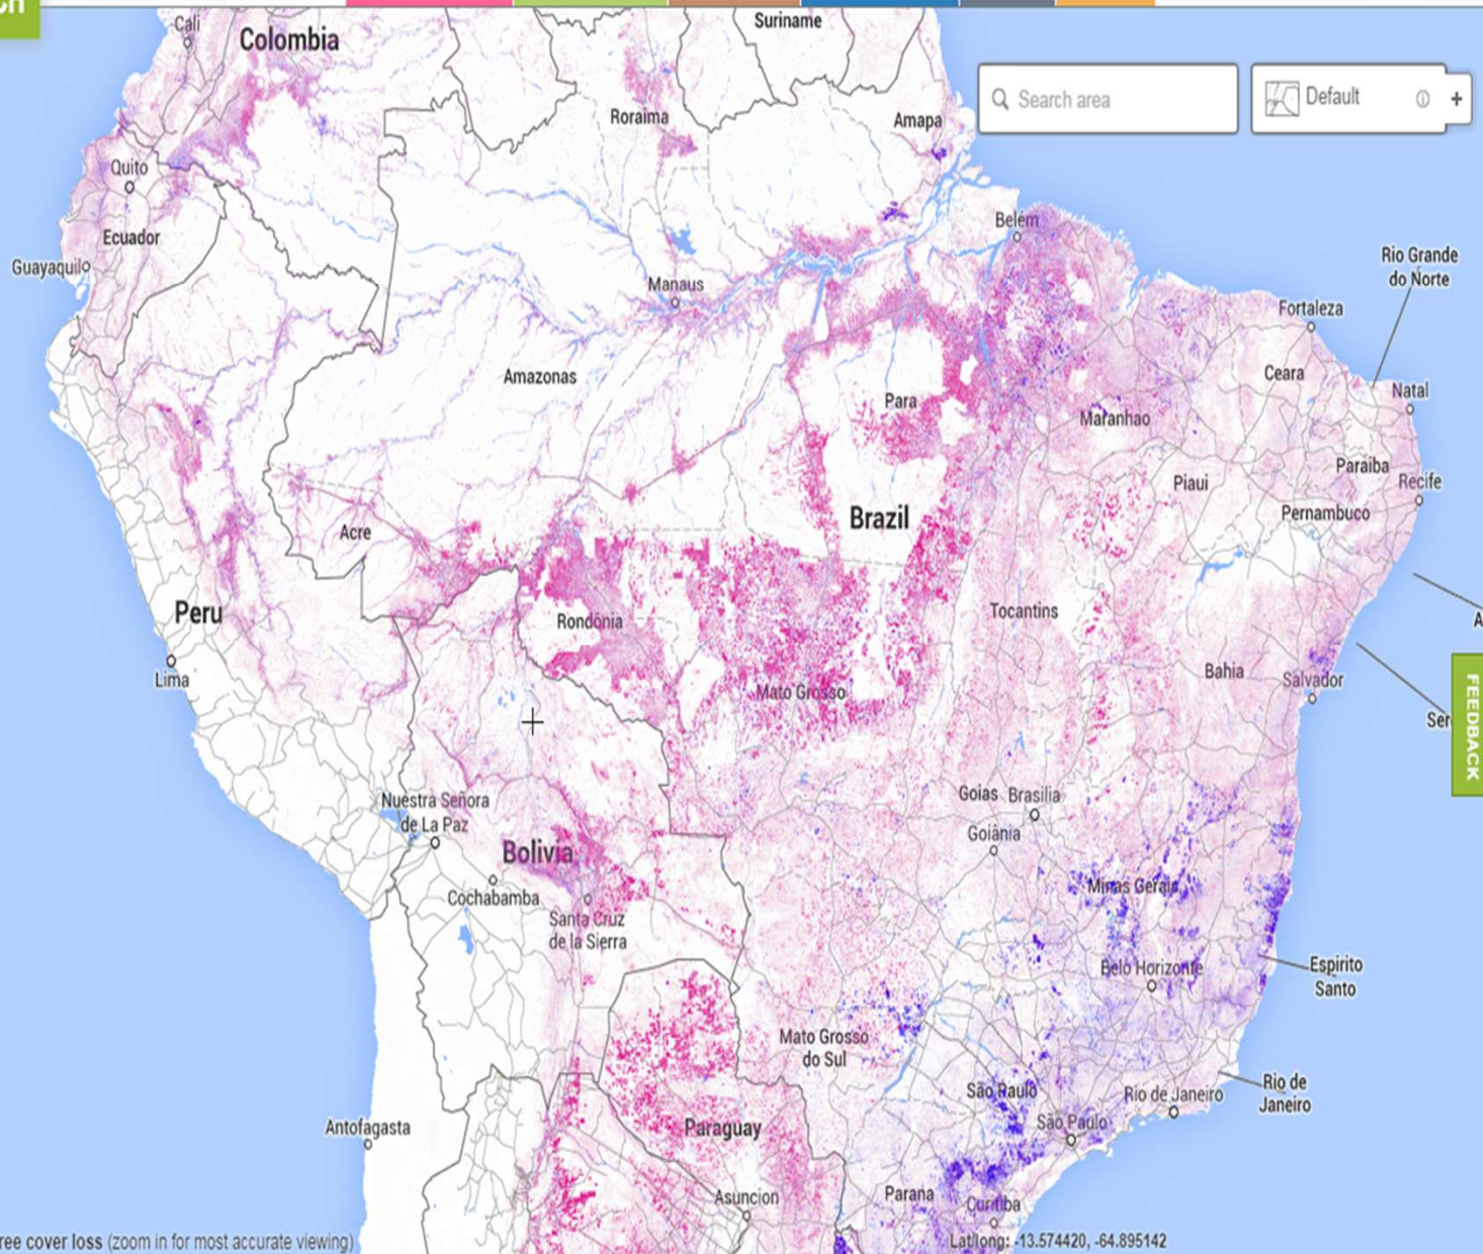 Suriname
Cali
Colombia
Search area
Default
Roraima
Amapa
Quito
Belém
Ecuador
Guayaquil
Rio Grande
do Norte
Manaus
Fortaleza
Amazonas
Ceara
Natal
Para
Maranhao
Paraiba
Piaui
Recife
Brazil
Pernambuco
Acre
Peru
Rondônia
Tocantins
Lima
Mato Grosso
Bahia
Salvador
FEEDBACK
Nuestra Señora
de La Paz
Goias
Brasilia
Goiânia
Bolivia
Minas Gerais
Cochabamba
Santa Cruz
de la Sierra
Belo Horizonte
Espirito
Santo
Mato Grosso
do Sul
São Paulo
Rio de Janeiro
Rio de
Janeiro
São Paulo
Antofagasta
Paraguay
Asuncion
Parana
Curitiba
ree cover loss (zoom in for most accurate viewing)
Lat/long: -13.574420, -64.895142